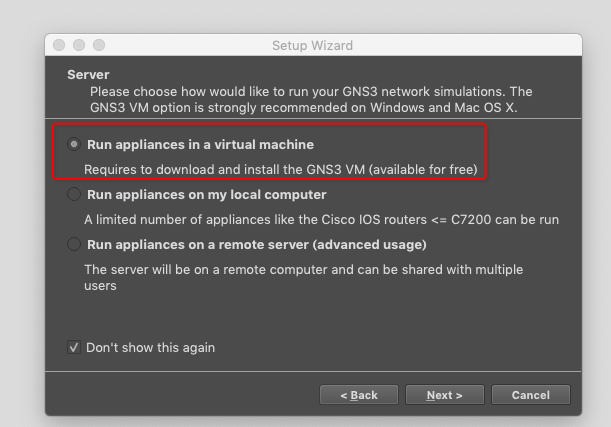 Setup Wizard
Server
Please choose how would like to run your GNS3 network simulations. The
GNS3 VM option is strongly recommended on Windows and Mac OS X.
Run appliances in a virtual machine
Requires to download and install the GNS3 VM (available for free)
Run appliances on my local computer
A limited number of appliances like the Cisco IOS routers <= C7200 can be run
Run appliances on a remote server (advanced usage)
The server will be on a remote computer and can be shared with multiple
users
Don't show this again
< Back Next > Cancel